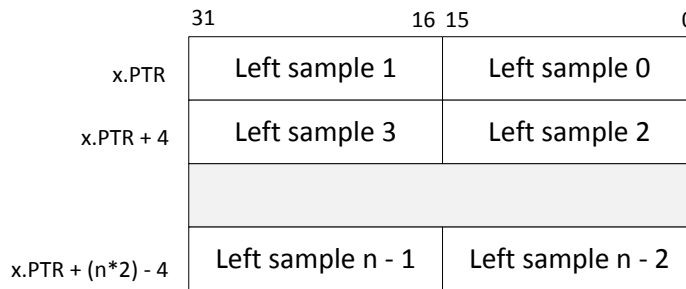 31 16 15 0
x.PTR Left sample 1 Left sample 0
x.PTR + 4 Left sample 3 Left sample 2
x.PTR + (n*2) - 4 Left sample n - 1 Left sample n - 2